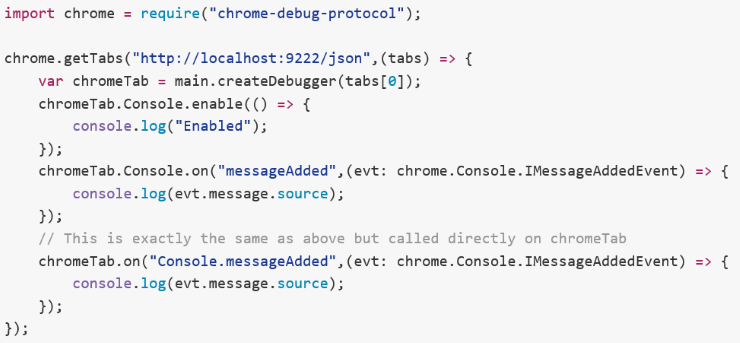 import chrome = require("chrome-debug-protocol");

chrome.getTabs("http://localhost:9222/json",(tabs) => {
    var chromeTab = main.createDebugger(tabs[0]);
    chromeTab.Console.enable(() => {
        console.log("Enabled");
    });
    chromeTab.Console.on("messageAdded",(evt: chrome.Console.IMessageAddedEvent) => {
        console.log(evt.message.source);
    });
    // This is exactly the same as above but called directly on chromeTab
    chromeTab.on("Console.messageAdded",(evt: chrome.Console.IMessageAddedEvent) => {
        console.log(evt.message.source);
    });
});